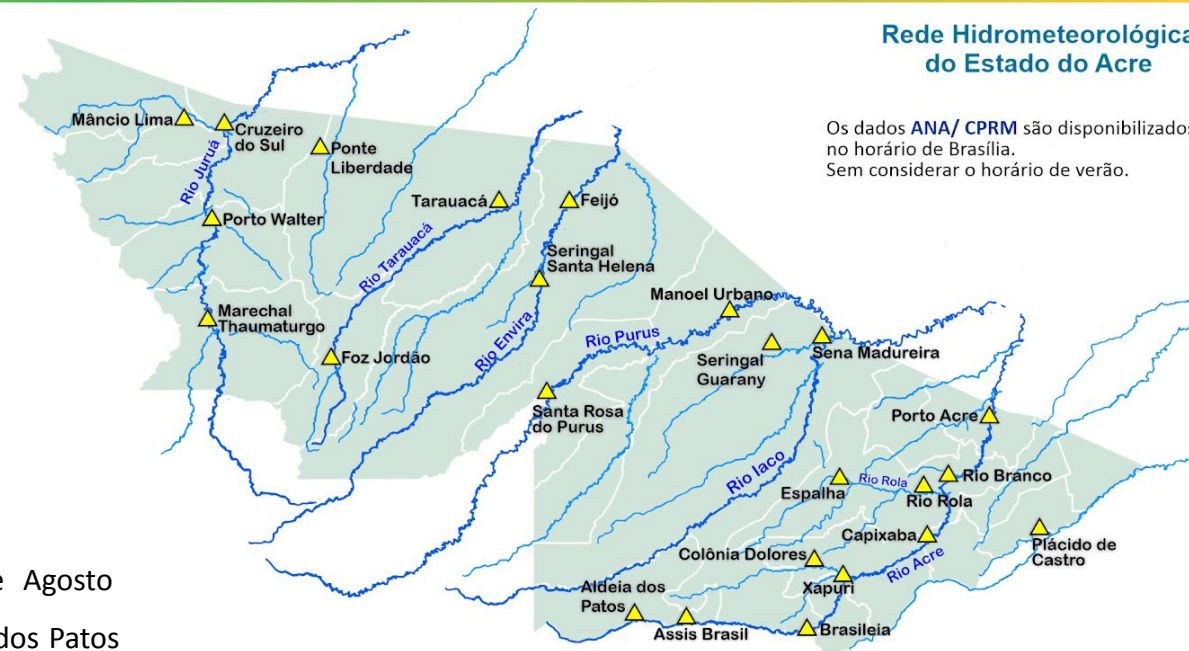 Rede Hidrometeorológica
do Estado do Acre
Os dados ANA/ CPRM são disponibilizados
no horário de Brasília.
Sem considerar o horário de verão.
Mâncio Lima
Cruzeiro
do Sul
Ponte
Liberdade
Rio Juruá
Porto Walter
Tarauacá
Feijó
Rio Tarauacá
Seringal
Santa Helena
Marechal
Thaumaturgo
Foz Jordão
Rio Envira
Manoel Urbano
Rio Purus
Seringal
Guarany
Sena Madureira
Santa Rosa
do Purus
Porto Acre
Rio Iaco
Espalha
Rio Rola
Rio Branco
Rio Rola
Capixaba
Plácido de
Castro
Colônia Dolores
Rio Acre
Xapuri
Aldeia dos
Patos
Assis Brasil
Brasileia
Agosto
dos Patos